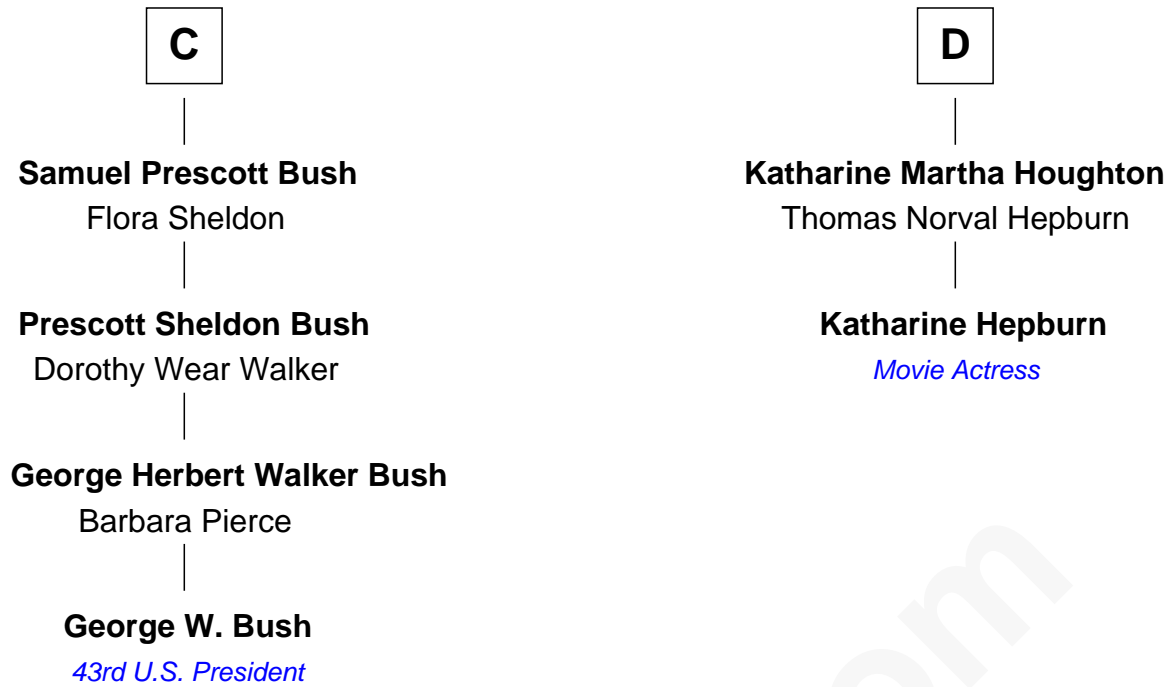 C
Samuel Prescott Bush
Flora Sheldon
Prescott Sheldon Bush
Dorothy Wear Walker
George Herbert Walker Bush
Barbara Pierce
George W. Bush
43rd U.S. President
D
Katharine Martha Houghton
Thomas Norval Hepburn
Katharine Hepburn
Movie Actress
om